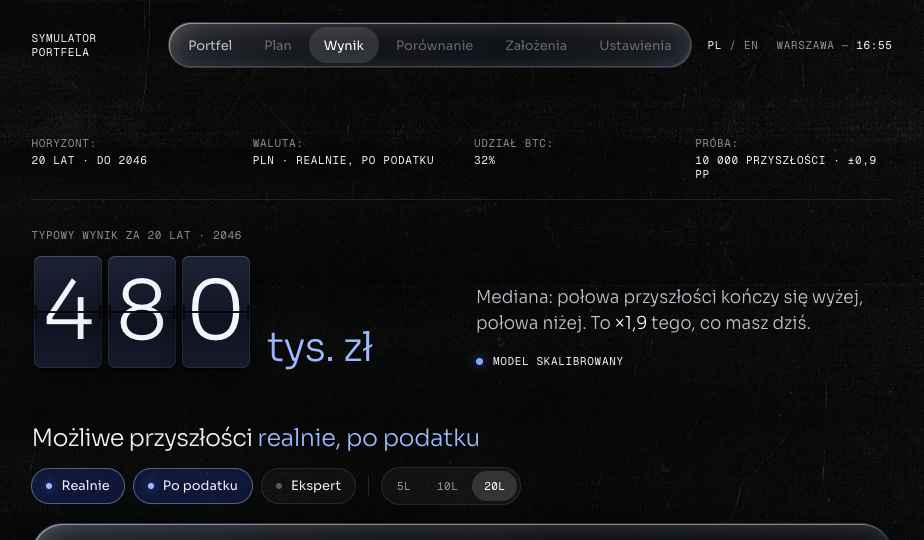 SYMULATOR
PORTFELA
Portfel Plan Wynik Porównanie Założenia Ustawienia
PL / EN WARSZAWA — 16:55
HORYZONT: WALUTA: UDZIAŁ BTC: PRÓBA:
20 LAT · DO 2046 PLN · REALNIE, PO PODATKU 32% 10 000 PRZYSZŁOŚCI · ±0,9
PP
TYPOWY WYNIK ZA 20 LAT · 2046
480 tys. zł
Mediana: połowa przyszłości kończy się wyżej,
połowa niżej. To ×1,9 tego, co masz dziś.
MODEL SKALIBROWANY
Możliwe przyszłości realnie, po podatku
Realnie Po podatku Ekspert 5L 10L 20L